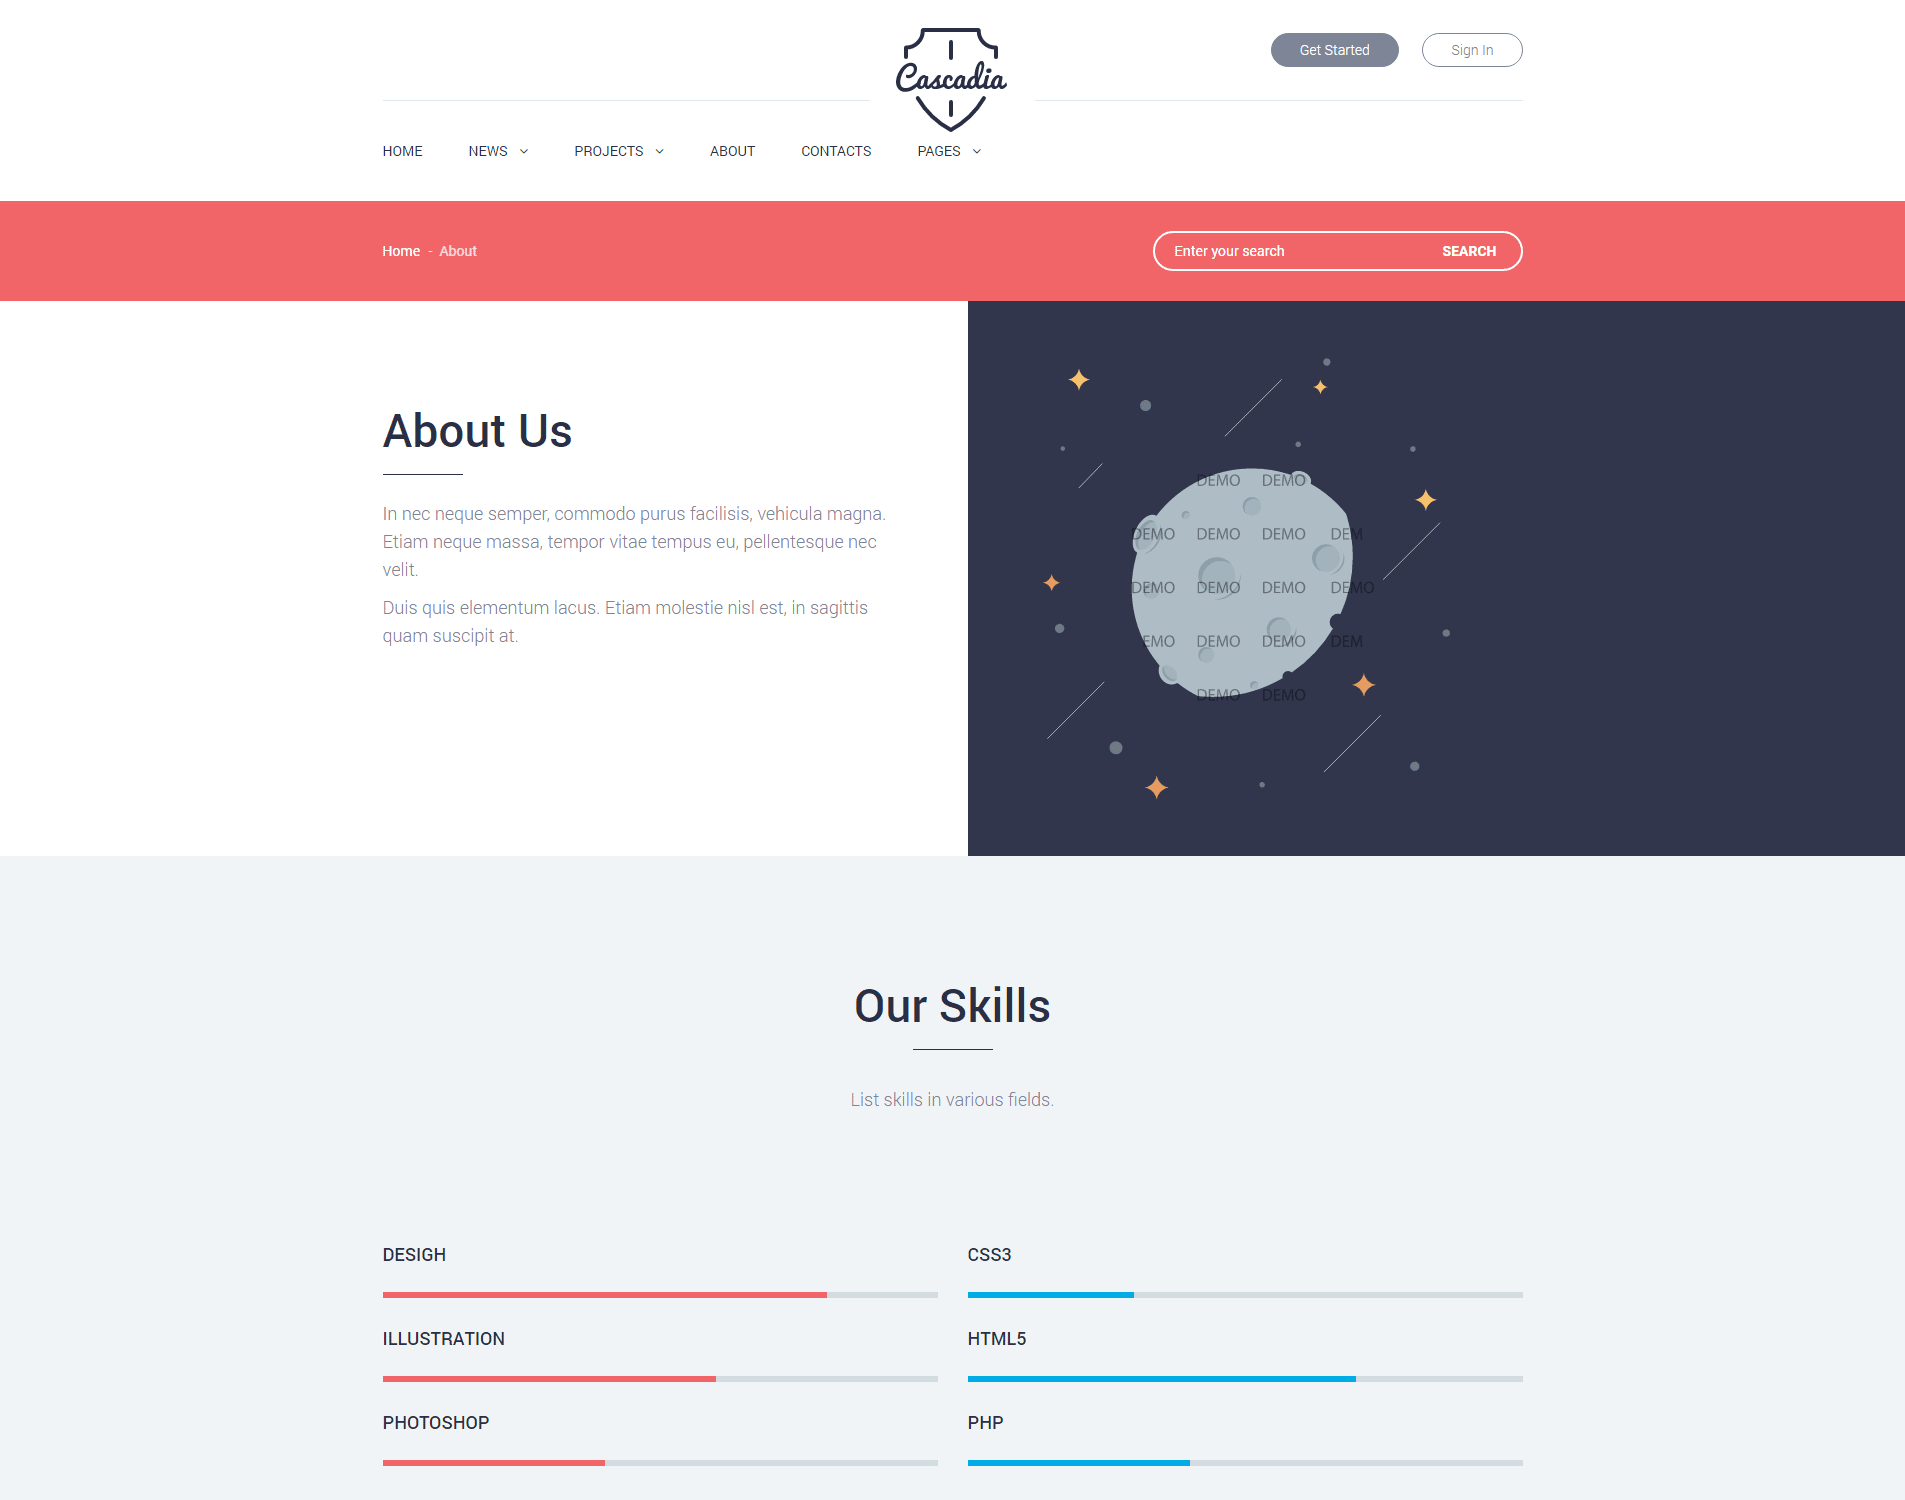 Cascadia
Get Started
Sign In
HOME
NEWS
PROJECTS
ABOUT
CONTACTS
PAGES
Home - About
Enter your search
SEARCH
About Us
In nec neque semper, commodo purus facilisis, vehicula magna.
Etiam neque massa, tempor vitae tempus eu, pellentesque nec
velit.
Duis quis elementum lacus. Etiam molestie nisl est, in sagittis
quam suscipit at.
DEMO DEMO
DEMO DEMO DEMO DEM
DEMO DEMO DEMO DEMO
EMO DEMO DEMO DEM
DEMO DEMO
Our Skills
List skills in various fields.
DESIGH
CSS3
ILLUSTRATION
HTML5
PHOTOSHOP
PHP